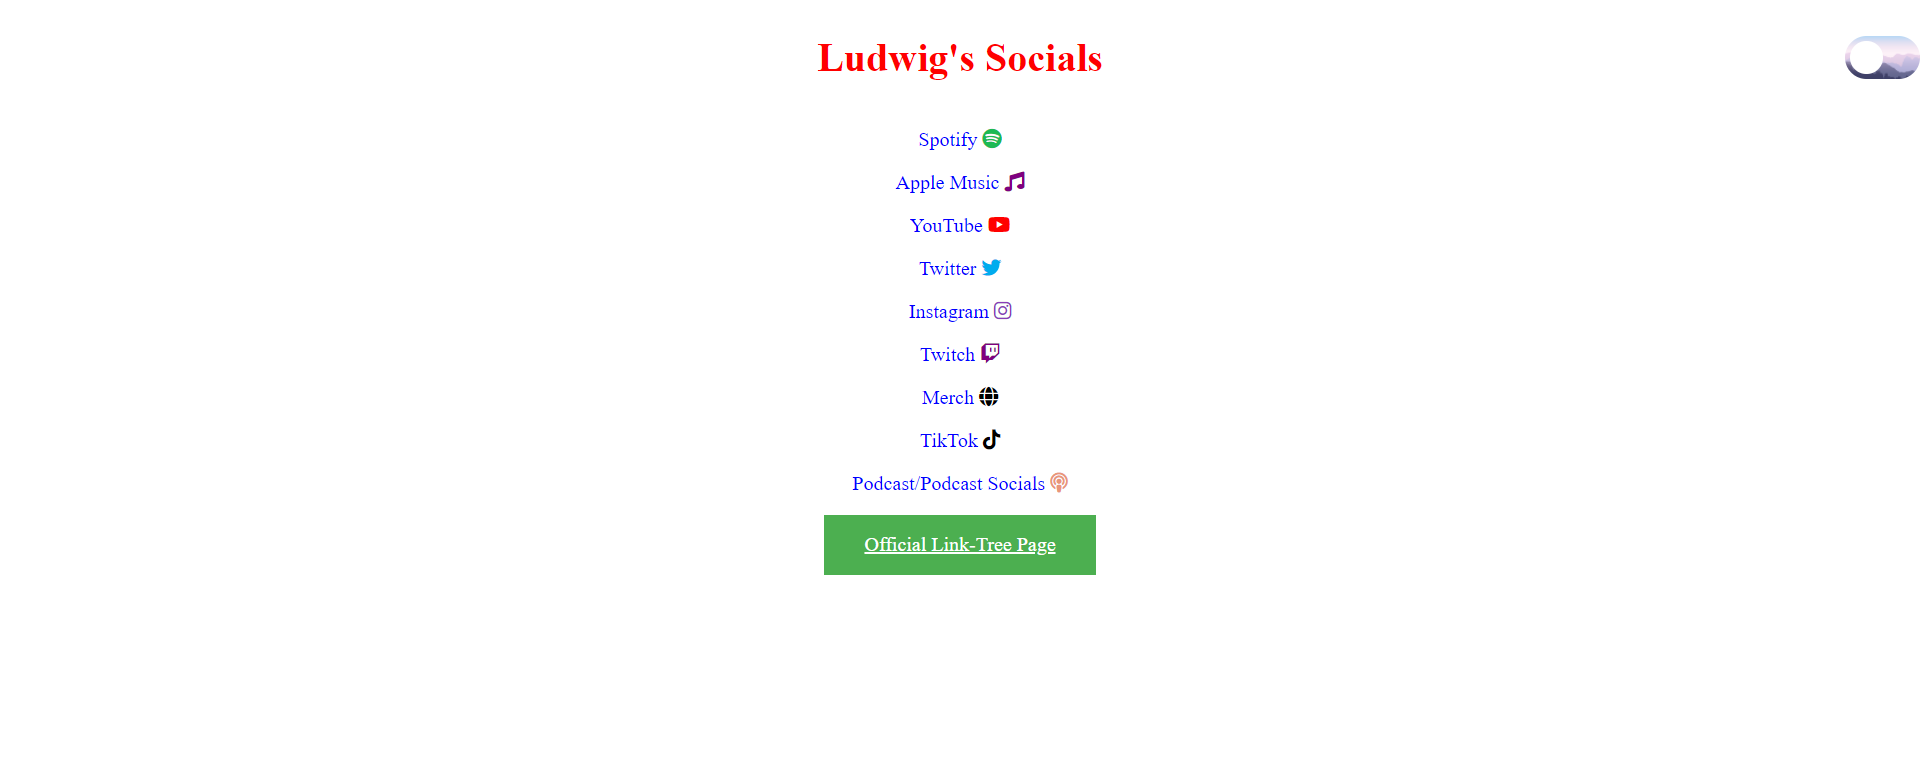 Ludwig's Socials
Spotify
Apple Music
YouTube
Twitter
Instagram
Twitch
Merch
TikTok
Podcast/Podcast Socials
Official Link-Tree Page